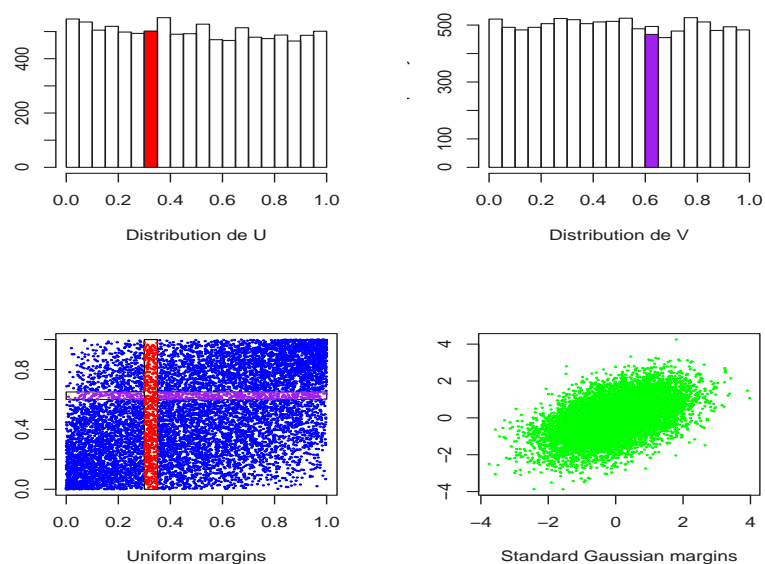 0 200 400
0.0 0.2 0.4 0.6 0.8 1.0
Distribution de U
0 100 300 500
0.0 0.2 0.4 0.6 0.8 1.0
Distribution de V
0.0 0.4 0.8
0.0 0.2 0.4 0.6 0.8 1.0
Uniform margins
−4 −2 0 2 4
−4 −2 0 2 4
Standard Gaussian margins